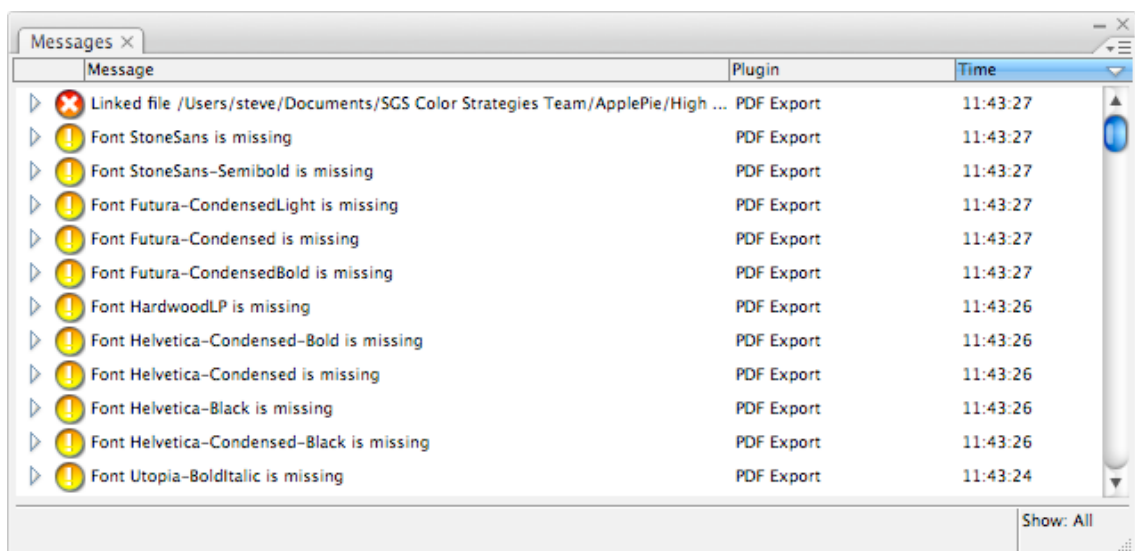 Messages
Message Plugin Time
Linked file /Users/steve/Documents/SGS Color Strategies Team/ApplePie/High ... PDF Export 11:43:27
Font StoneSans is missing PDF Export 11:43:27
Font StoneSans-Semibold is missing PDF Export 11:43:27
Font Futura-CondensedLight is missing PDF Export 11:43:27
Font Futura-Condensed is missing PDF Export 11:43:27
Font Futura-CondensedBold is missing PDF Export 11:43:27
Font HardwoodLP is missing PDF Export 11:43:26
Font Helvetica-Condensed-Bold is missing PDF Export 11:43:26
Font Helvetica-Condensed is missing PDF Export 11:43:26
Font Helvetica-Black is missing PDF Export 11:43:26
Font Helvetica-Condensed-Black is missing PDF Export 11:43:26
Font Utopia-BoldItalic is missing PDF Export 11:43:24
Show: All